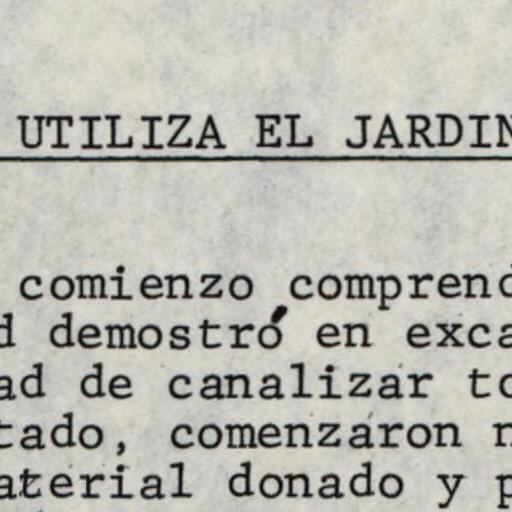 UTILIZA EL JARDIN
comienzo comprend
d demostró en exca
ad de canalizar to
tado, comenzaron n
aterial donado y p